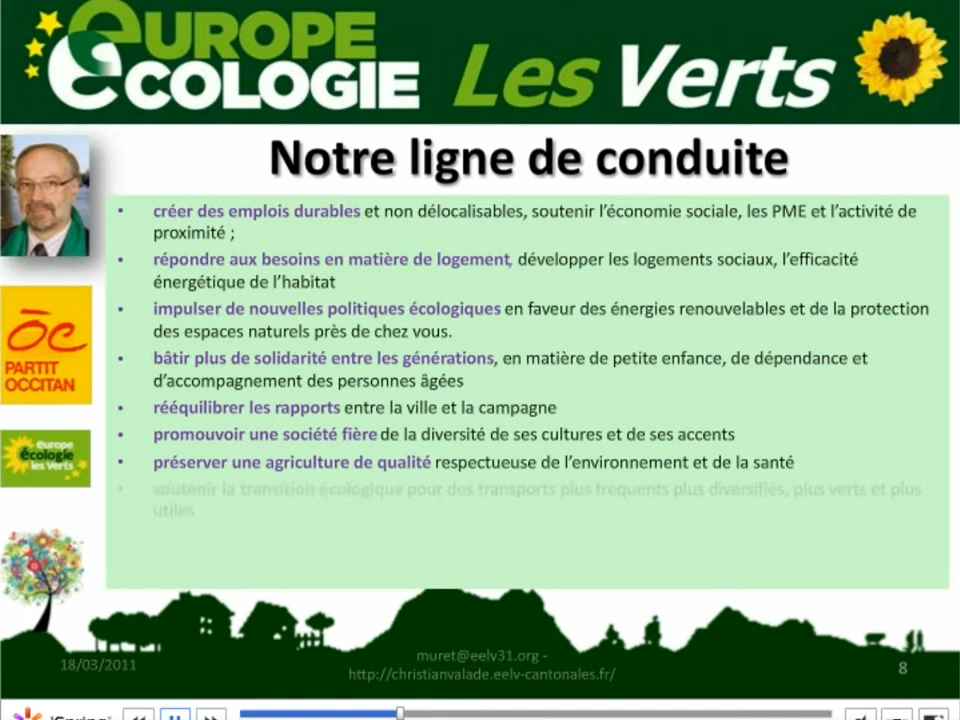 EUROPE
ECOLOGIE Les Verts
Notre ligne de conduite
• créer des emplois durables et non délocalisables, soutenir l'économie sociale, les PME et l'activité de
proximité ;
• répondre aux besoins en matière de logement, développer les logements sociaux, l'efficacité
énergétique de l'habitat
• impulser de nouvelles politiques écologiques en faveur des énergies renouvelables et de la protection
des espaces naturels près de chez vous.
• bâtir plus de solidarité entre les générations, en matière de petite enfance, de dépendance et
d'accompagnement des personnes âgées
• rééquilibrer les rapports entre la ville et la campagne
• promouvoir une société fière de la diversité de ses cultures et de ses accents
• préserver une agriculture de qualité respectueuse de l'environnement et de la santé
• soutenir la transition écologique pour des transports plus fréquents plus diversifiés, plus verts et plus
utiles
òc
PARTIT
OCCITAN
europe
écologie
les Verts
18/03/2011
muret@eelv31.org -
http://christianvalade.eelv-cantonales.fr/
8
iSpring